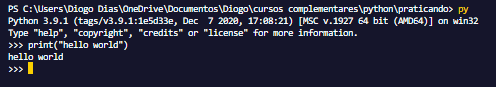 PS C:\Users\Diogo Dias\OneDrive\Documentos\Diogo\cursos complementares\python\praticando> py
Python 3.9.1 (tags/v3.9.1:1e5d33e, Dec  7 2020, 17:08:21) [MSC v.1927 64 bit (AMD64)] on win32
Type "help", "copyright", "credits" or "license" for more information.
>>> print("hello world")
hello world
>>>